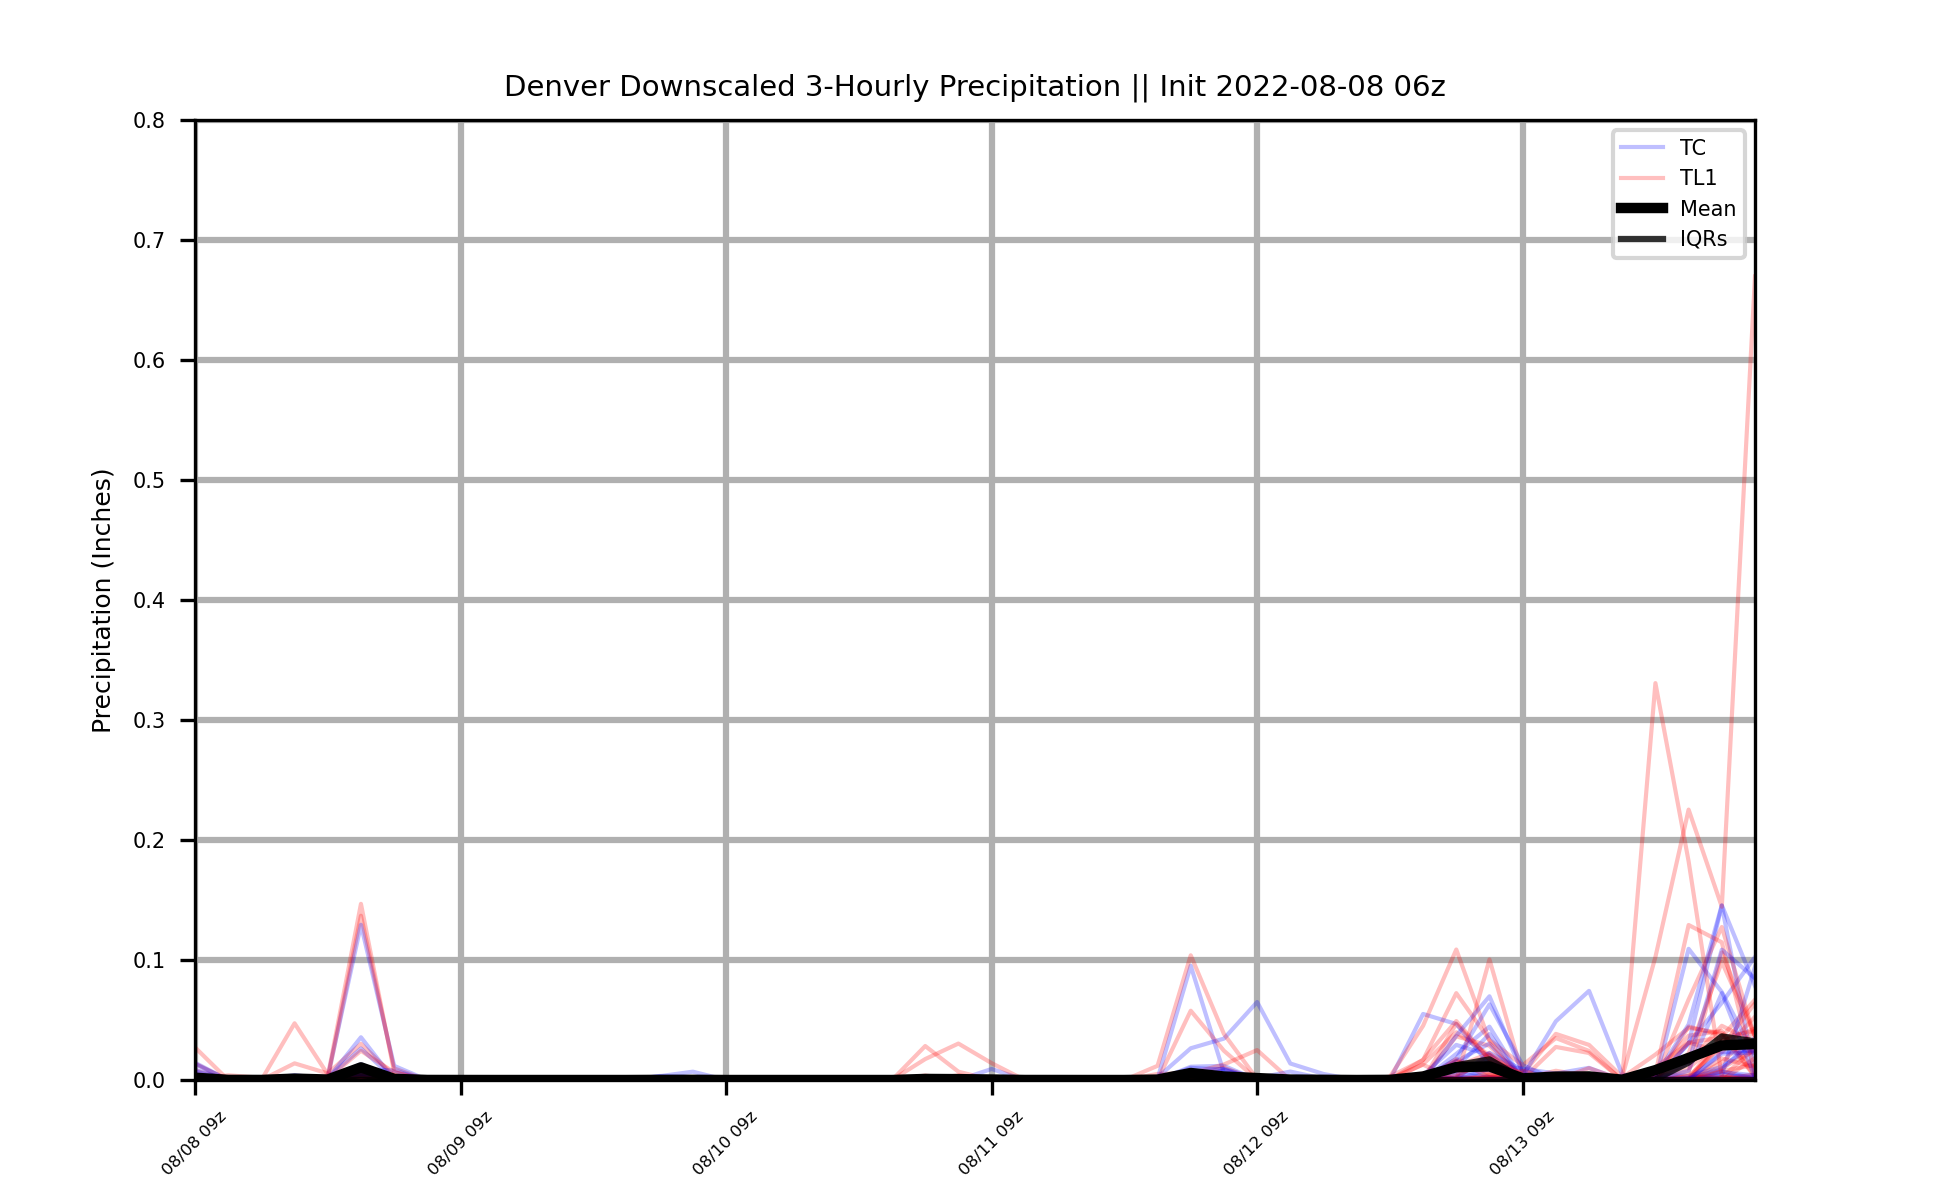 Denver Downscaled 3-Hourly Precipitation || Init 2022-08-08 06z
TC
TL1
Mean
IQRs
Precipitation (Inches)
0.8
0.7
0.6
0.5
0.4
0.3
0.2
0.1
0.0
08/08 09z
08/09 09z
08/10 09z
08/11 09z
08/12 09z
08/13 09z